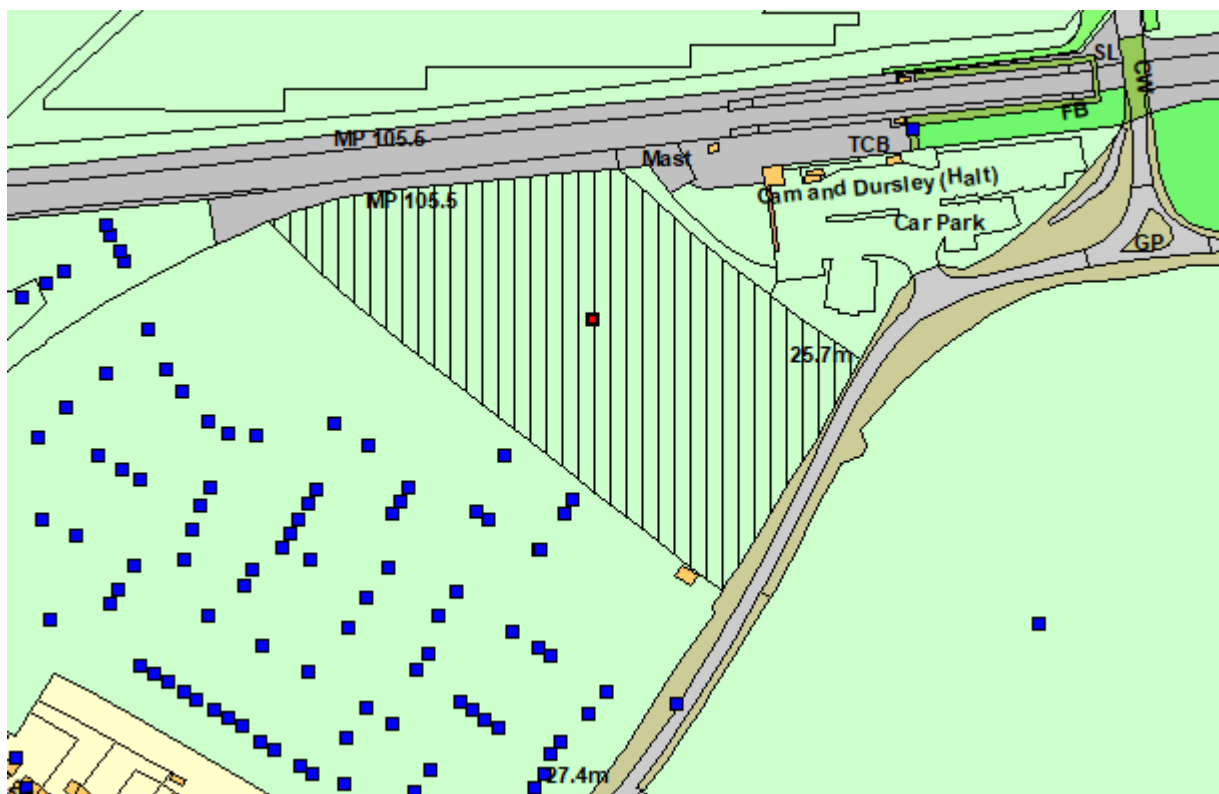 SL
CW
MP 105.5
FB
TCB
Mast
Cam and Dursley (Halt)
MP 105.5
Car Park
GP
25.7m
27.4m